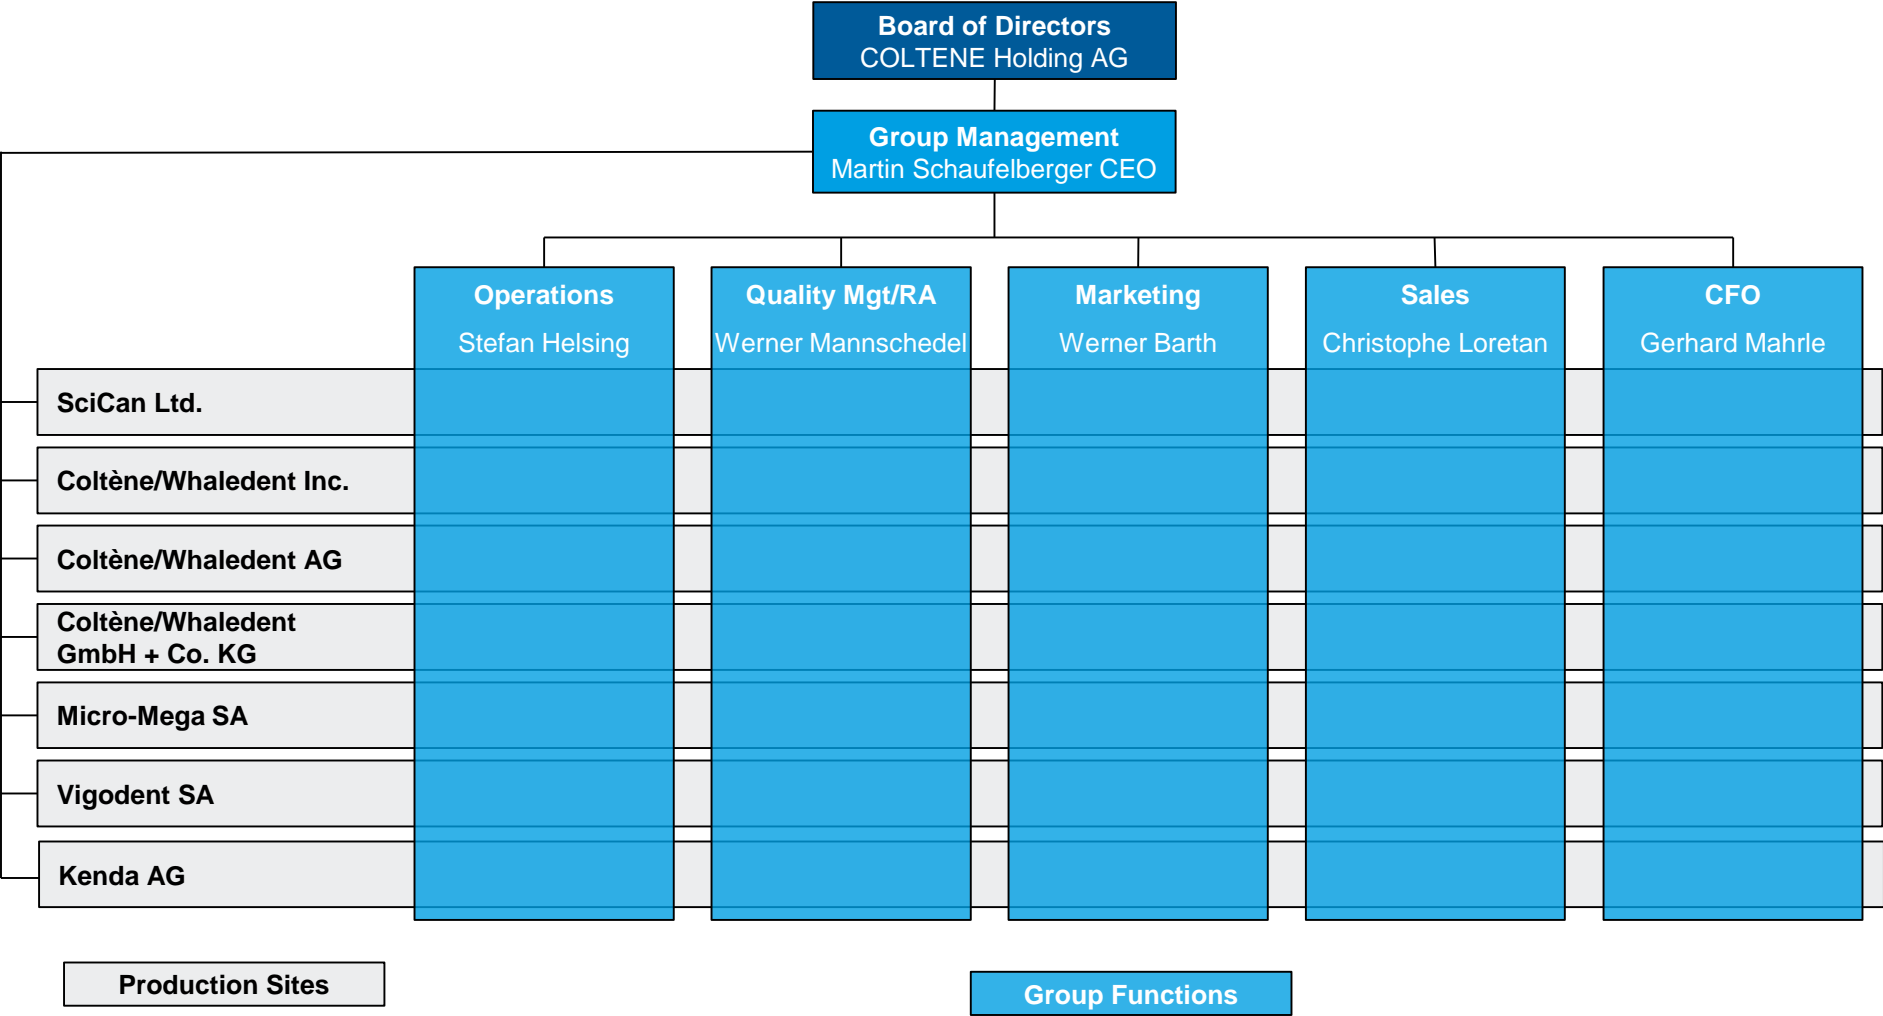 Board of Directors
COLTENE Holding AG
Group Management
Martin Schaufelberger CEO
Operations
Stefan Helsing
Quality Mgt/RA
Werner Mannschedel
Marketing
Werner Barth
Sales
Christophe Loretan
CFO
Gerhard Mahrle
SciCan Ltd.
Coltène/Whaledent Inc.
Coltène/Whaledent AG
Coltène/Whaledent
GmbH + Co. KG
Micro-Mega SA
Vigodent SA
Kenda AG
Production Sites
Group Functions